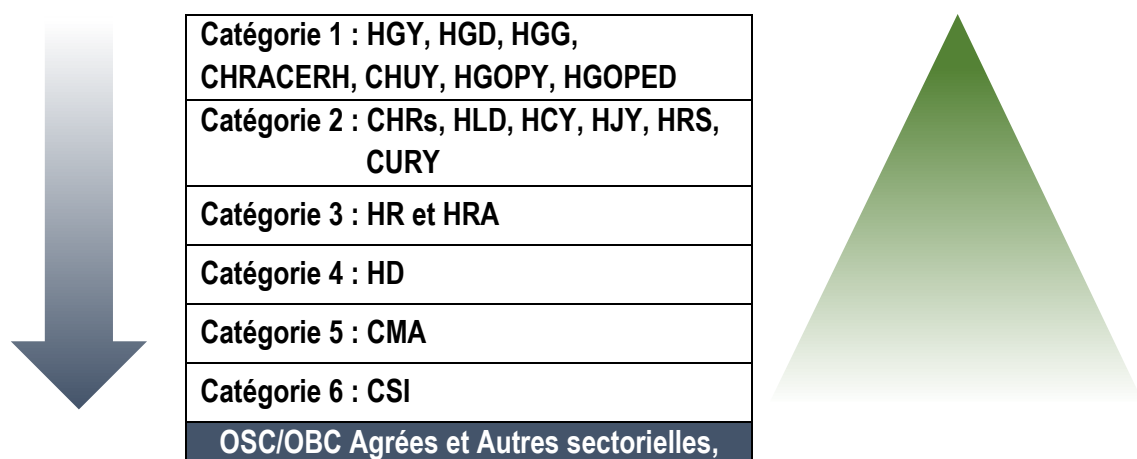 Catégorie 1 : HGY, HGD, HGG,
CHRACERH, CHUY, HGOPY, HGOPED
Catégorie 2 : CHRs, HLD, HCY, HJY, HRS,
CURY
Catégorie 3 : HR et HRA
Catégorie 4 : HD
Catégorie 5 : CMA
Catégorie 6 : CSI
OSC/OBC Agrées et Autres sectorielles,